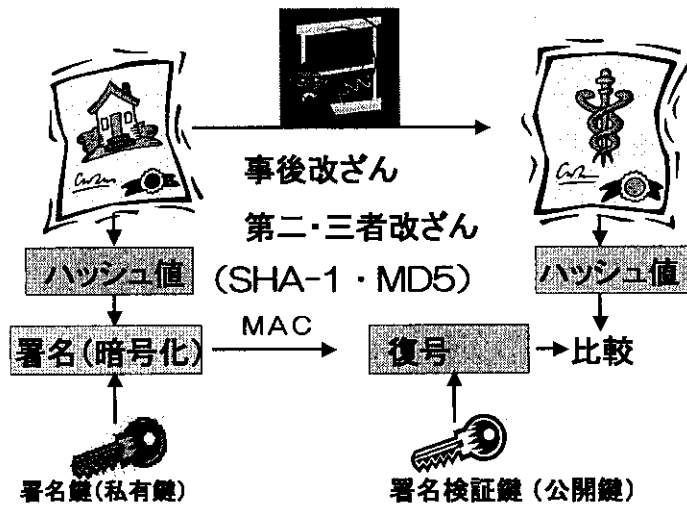 事後改ざん
第二・三者改ざん
ハッシュ値
(SHA-1・MD5)
ハッシュ値
署名(暗号化)
MAC
復号
比較
署名鍵(私有鍵)
署名検証鍵(公開鍵)